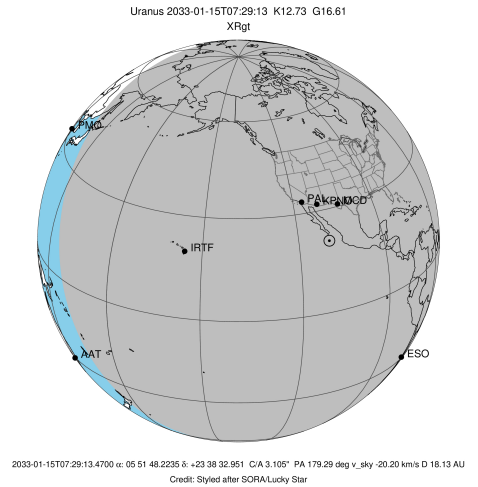 Uranus 2033-01-15T07:29:13 K12.73 G16.61
XRgt
PMO
PAL
KPNO
MCD
IRTF
AAT
ESO
2033-01-15T07:29:13.4700 α: 05 51 48.2235 δ: +23 38 32.951 C/A 3.105" PA 179.29 deg v_sky -20.20 km/s D 18.13 AU
Credit: Styled after SORA/Lucky Star